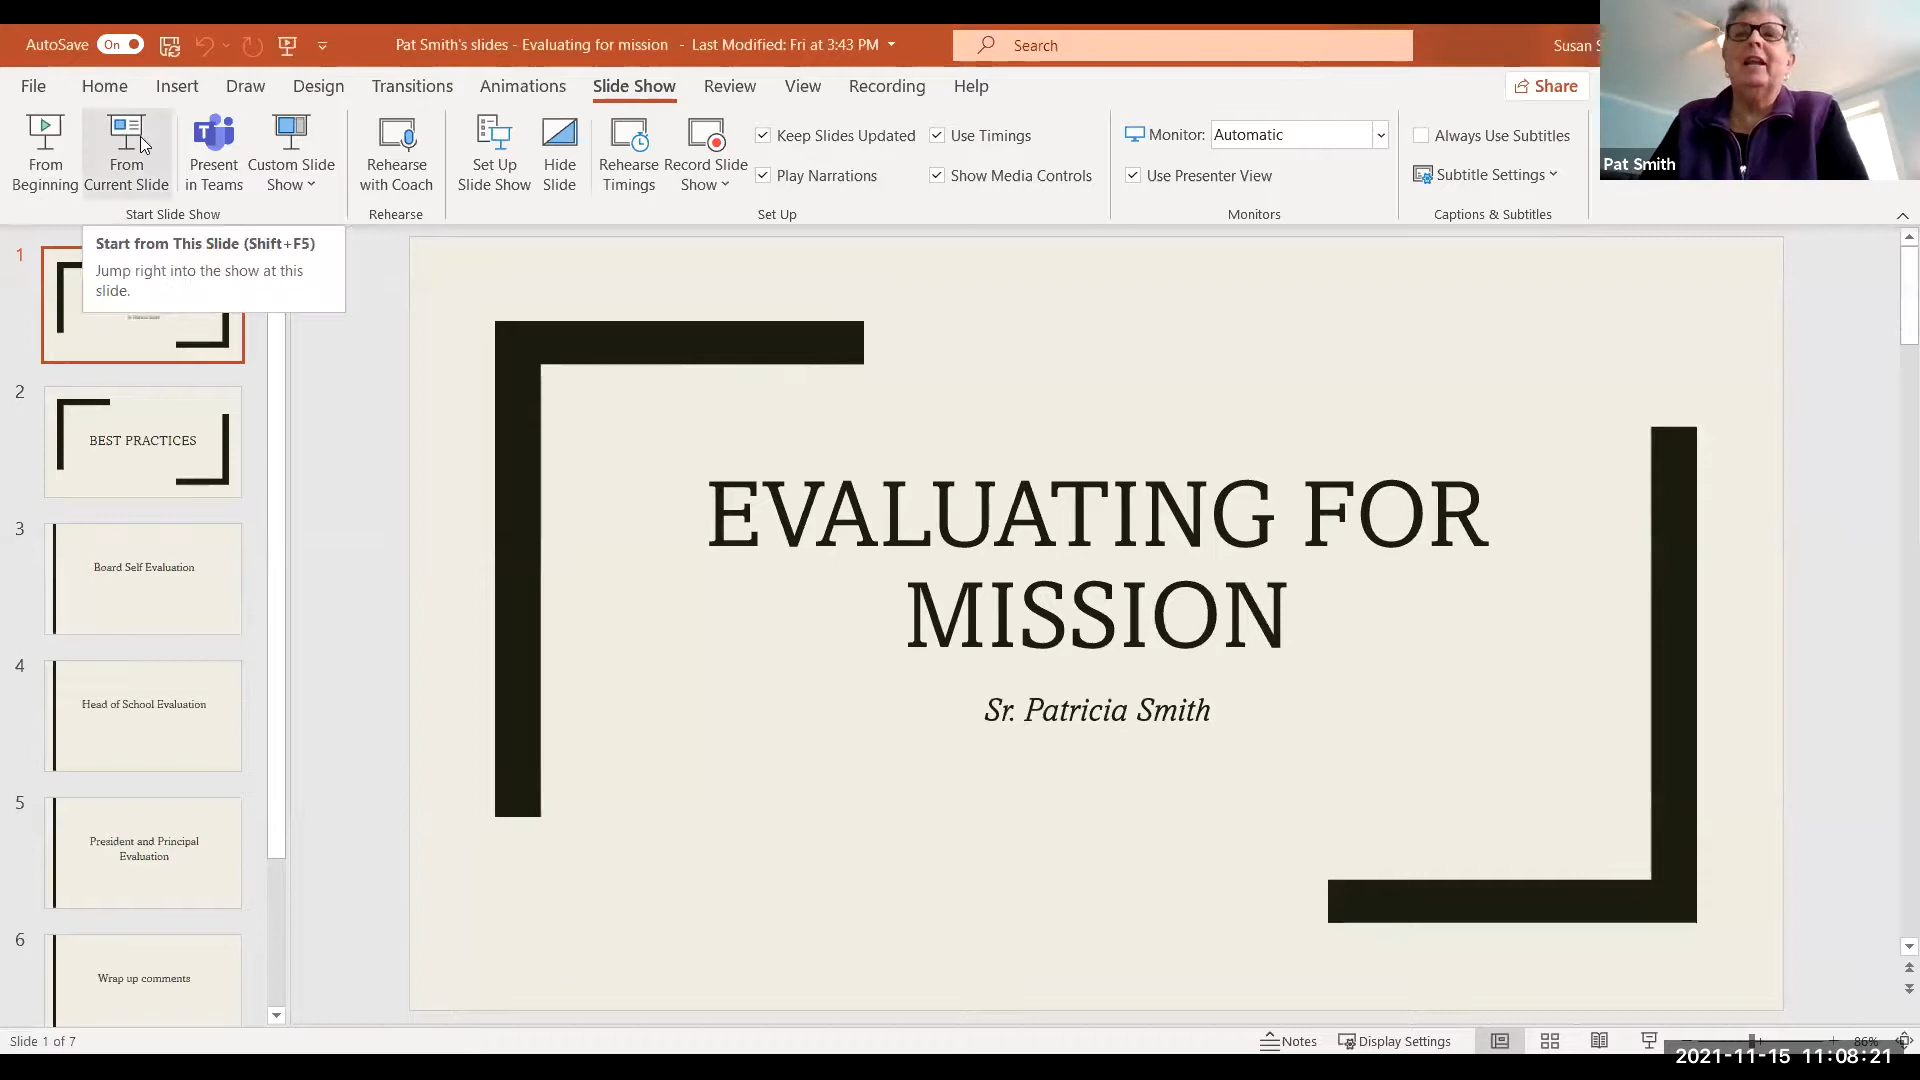 AutoSave On
Pat Smith's slides - Evaluating for mission - Last Modified: Fri at 3:43 PM
Search
Susan S
File Home Insert Draw Design Transitions Animations Slide Show Review View Recording Help
Share
From Beginning
From Current Slide
Present in Teams
Custom Slide Show
Start Slide Show
Rehearse with Coach
Rehearse
Set Up Slide Show
Hide Slide
Rehearse Timings
Record Slide Show
Keep Slides Updated
Play Narrations
Use Timings
Show Media Controls
Set Up
Monitor: Automatic
Use Presenter View
Monitors
Always Use Subtitles
Subtitle Settings
Captions & Subtitles
Pat Smith
Start from This Slide (Shift+F5)
Jump right into the show at this
slide.
1
2
BEST PRACTICES
3
Board Self Evaluation
4
Head of School Evaluation
5
President and Principal
Evaluation
6
Wrap up comments
EVALUATING FOR
MISSION
Sr. Patricia Smith
Slide 1 of 7
Notes
Display Settings
86%
2021-11-15 11:08:21